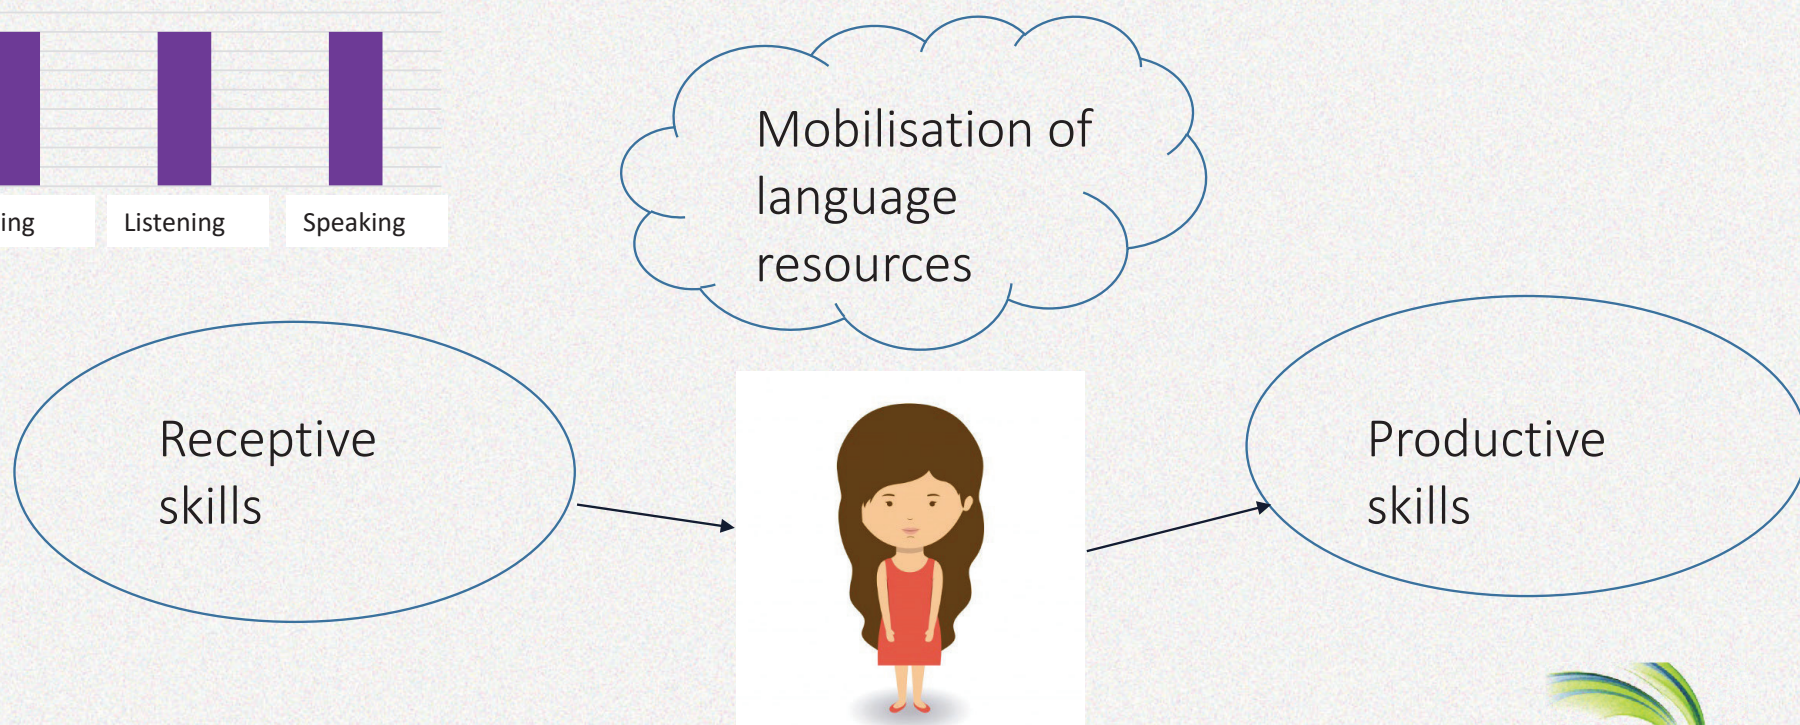 ing
Listening
Speaking
Mobilisation of
language
resources
Receptive
skills
Productive
skills